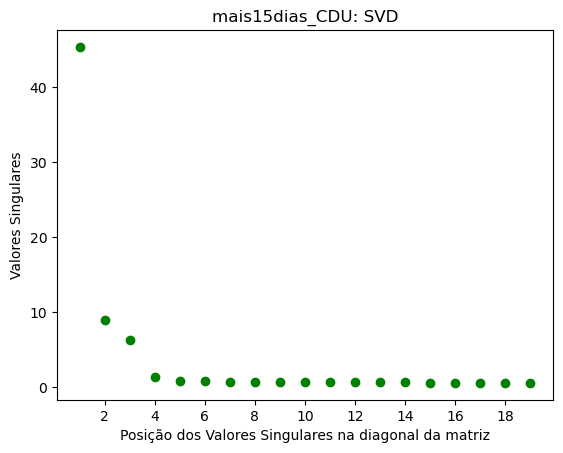 mais15dias_CDU: SVD
Valores Singulares
40
30
20
10
0
2 4 6 8 10 12 14 16 18
Posição dos Valores Singulares na diagonal da matriz